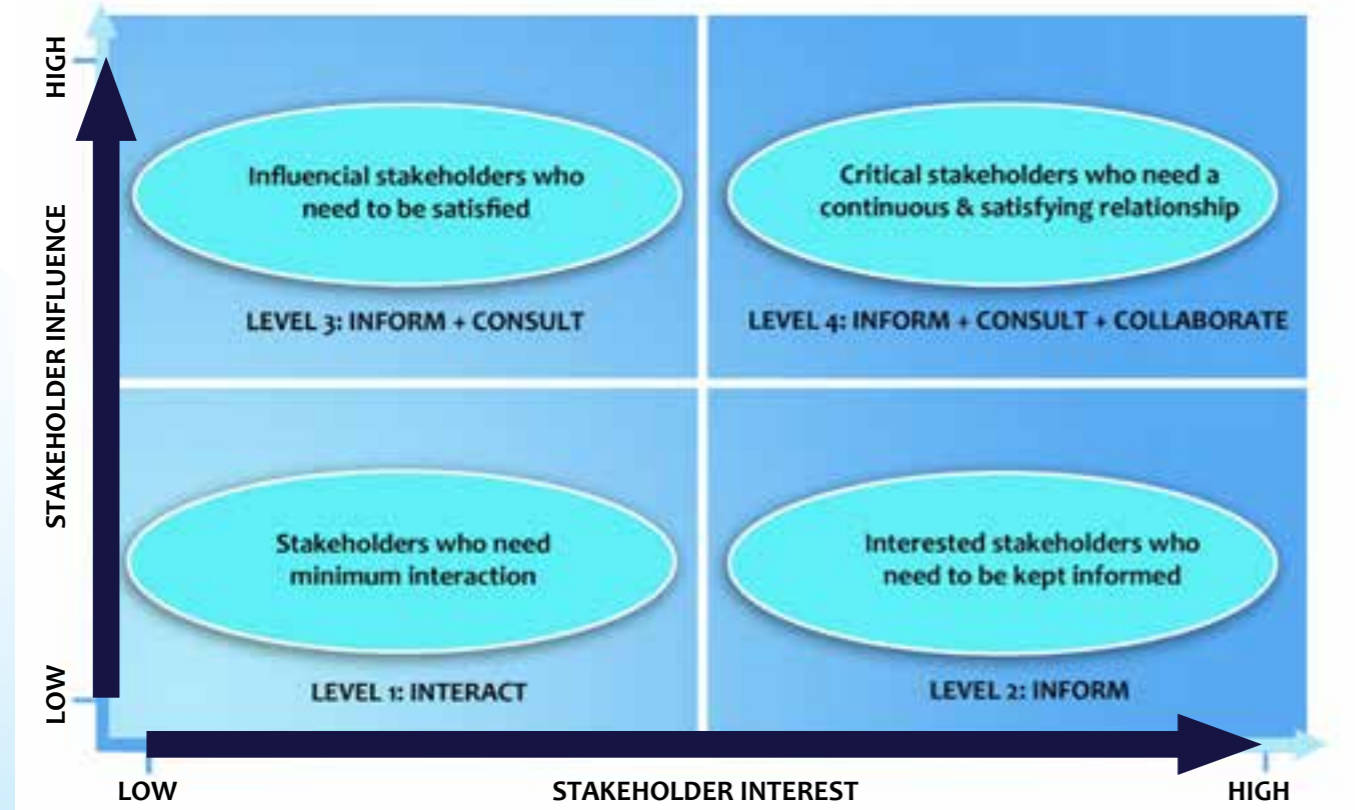 HIGH
Influencial stakeholders who
need to be satisfied
LEVEL 3: INFORM + CONSULT
Critical stakeholders who need a
continuous & satisfying relationship
LEVEL 4: INFORM + CONSULT + COLLABORATE
STAKEHOLDER INFLUENCE
Stakeholders who need
minimum interaction
LEVEL 1: INTERACT
Interested stakeholders who
need to be kept informed
LEVEL 2: INFORM
LOW
LOW
STAKEHOLDER INTEREST
HIGH